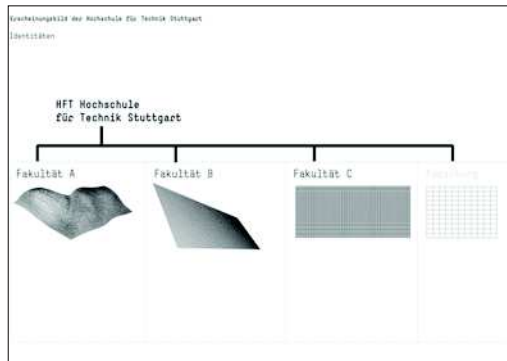 Erscheinungsbild der Hochschule für Technik Stuttgart
Identitäten
HFT Hochschule
für Technik Stuttgart
Fakultät A
Fakultät B
Fakultät C